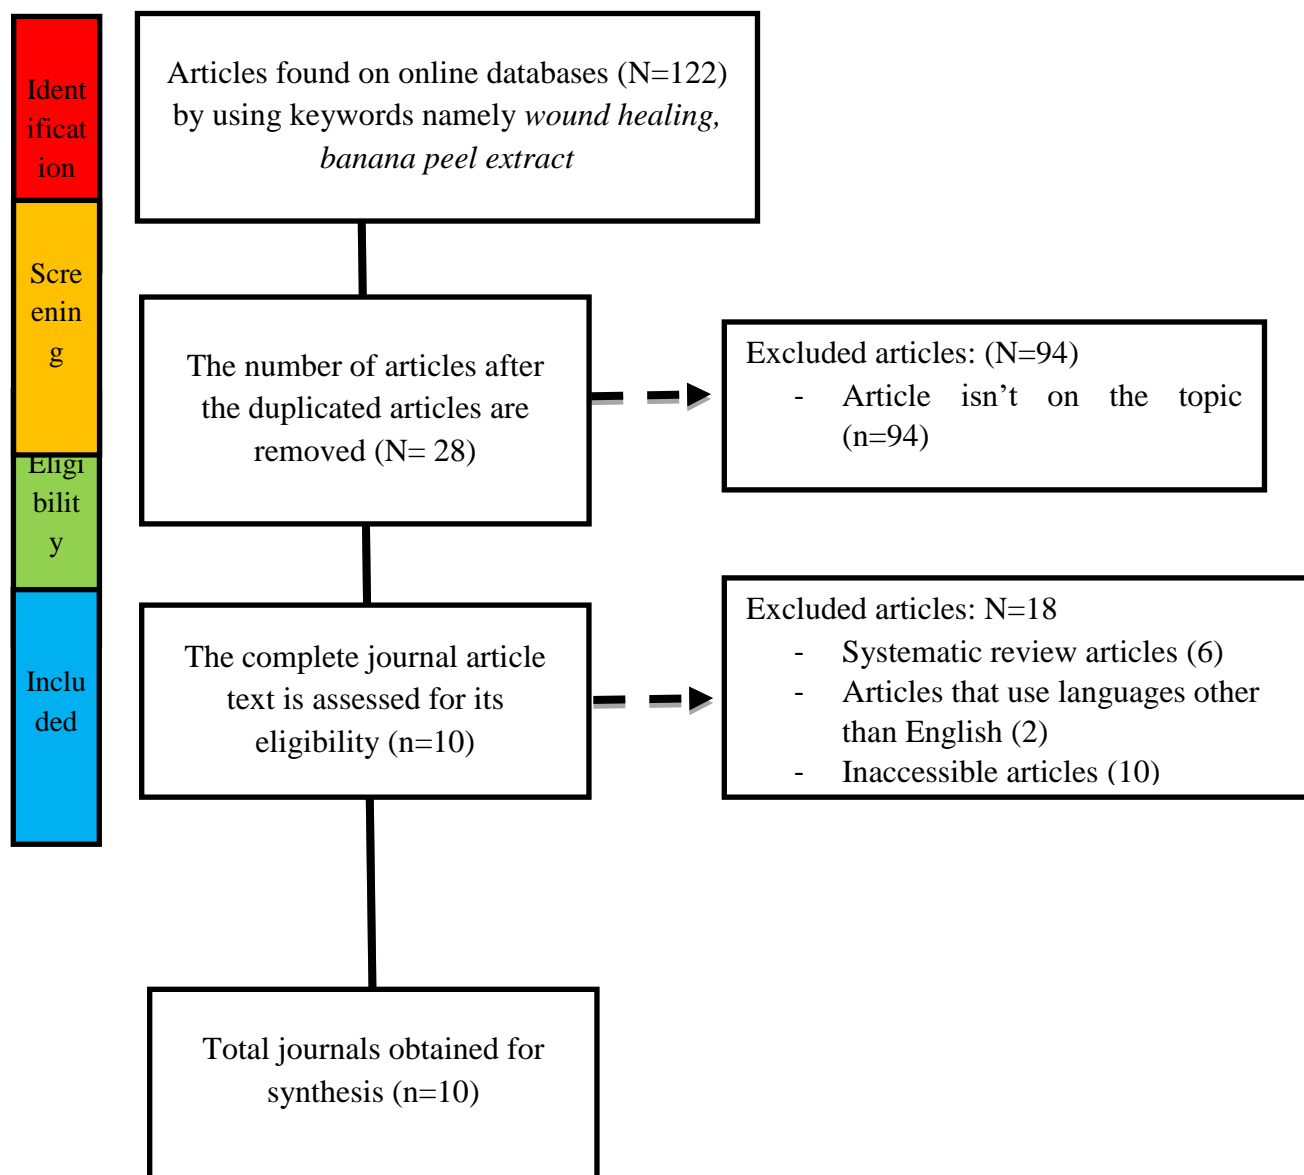 Ident
ificat
ion
Articles found on online databases (N=122)
by using keywords namely wound healing,
banana peel extract
Scre
enin
g
The number of articles after
the duplicated articles are
removed (N= 28)
Excluded articles: (N=94)
- Article isn’t on the topic
(n=94)
Eligi
bilit
y
The complete journal article
text is assessed for its
eligibility (n=10)
Excluded articles: N=18
- Systematic review articles (6)
- Articles that use languages other
than English (2)
- Inaccessible articles (10)
Inclu
ded
Total journals obtained for
synthesis (n=10)